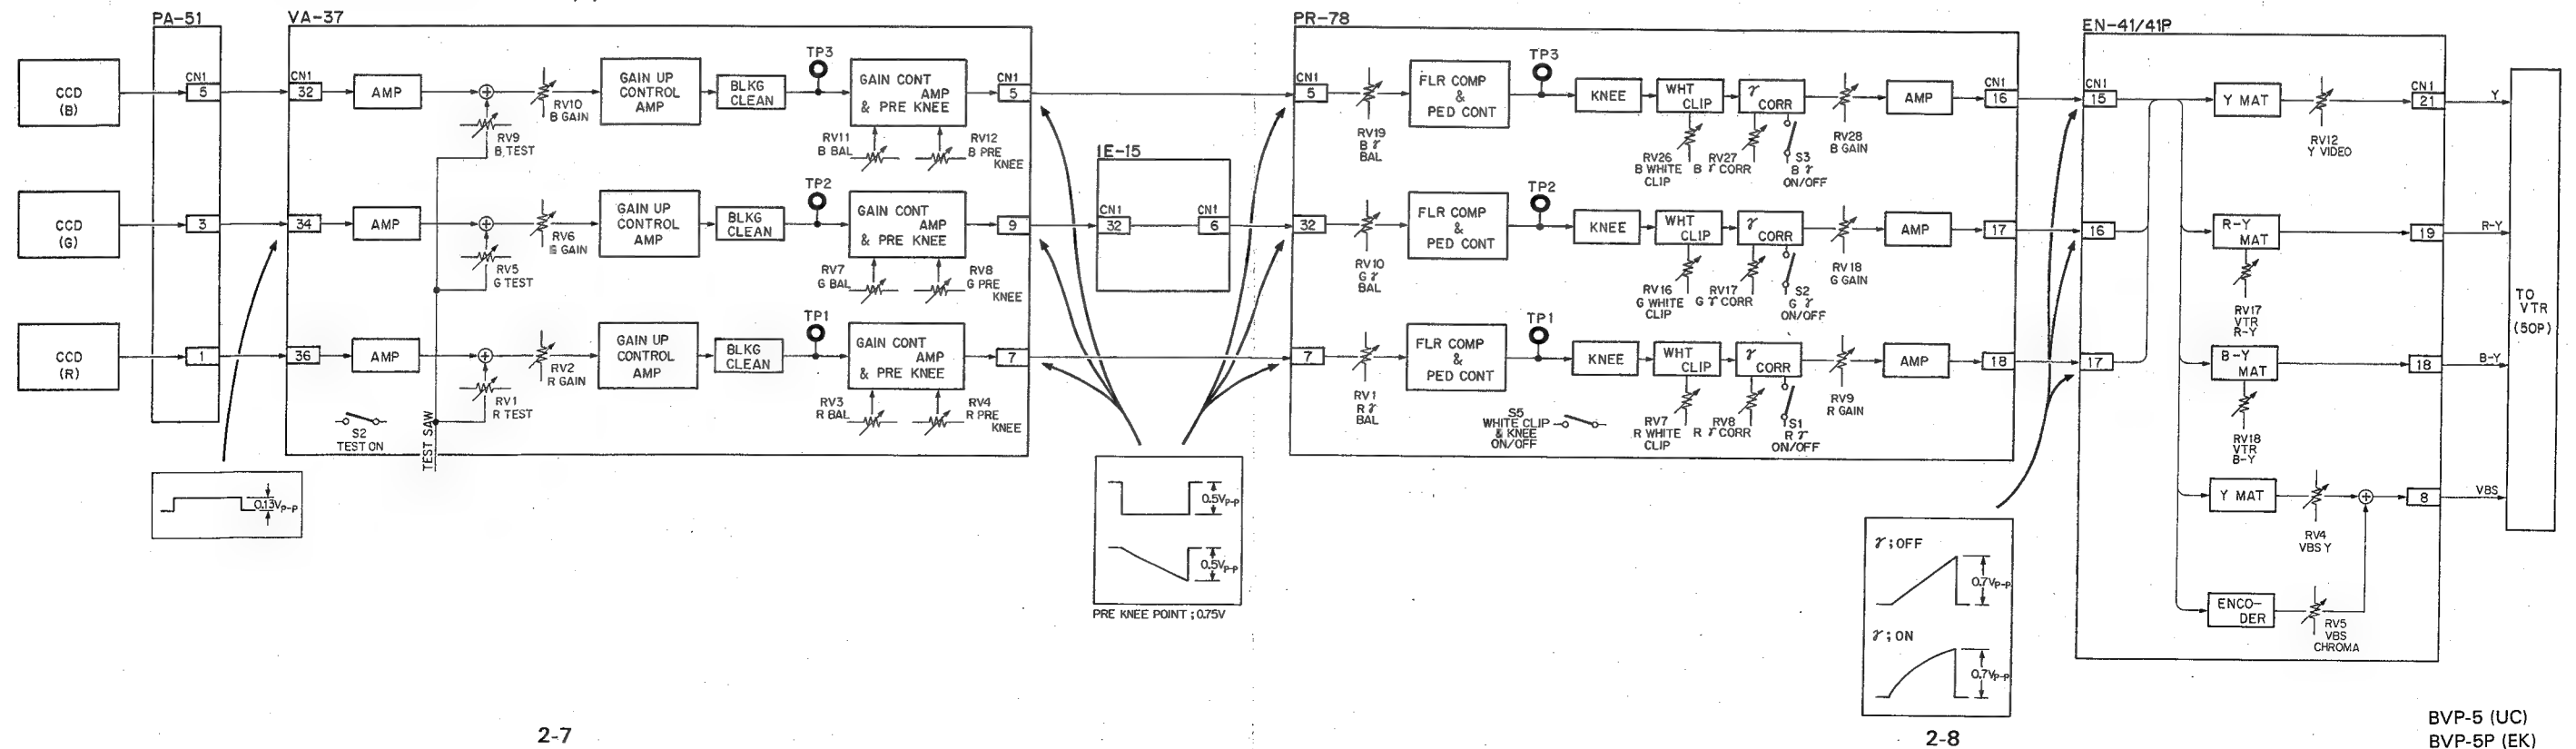 PA-51
VA-37
PR-78
EN-41/41P
CCD
(B)
CN1
5
CN1
32
AMP
RV9
B TEST
RV10
B GAIN
GAIN UP
CONTROL
AMP
BLKG
CLEAN
TP3
GAIN CONT
AMP
& PRE KNEE
RV11
B BAL
RV12
B PRE
KNEE
CN1
5
CN1
5
RV19
B γ
BAL
FLR COMP
&
PED CONT
TP3
KNEE
WHT
CLIP
γ
CORR
RV26
B WHITE
CLIP
RV27
B γ CORR
S3
B γ
ON/OFF
RV28
B GAIN
AMP
CN1
16
CN1
15
Y MAT
RV12
Y VIDEO
CN1
21
Y
CCD
(G)
3
34
AMP
RV5
G TEST
RV6
G GAIN
GAIN UP
CONTROL
AMP
BLKG
CLEAN
TP2
GAIN CONT
AMP
& PRE KNEE
RV7
G BAL
RV8
G PRE
KNEE
9
IE-15
CN1
32
CN1
6
32
RV10
G γ
BAL
FLR COMP
&
PED CONT
TP2
KNEE
WHT
CLIP
γ
CORR
RV16
G WHITE
CLIP
RV17
G γ CORR
S2
G γ
ON/OFF
RV18
G GAIN
AMP
17
16
R-Y
MAT
RV17
VTR
R-Y
19
R-Y
TO
VTR
(50P)
CCD
(R)
1
36
AMP
RV1
R TEST
RV2
R GAIN
GAIN UP
CONTROL
AMP
BLKG
CLEAN
TP1
GAIN CONT
AMP
& PRE KNEE
RV3
R BAL
RV4
R PRE
KNEE
7
7
RV1
R γ
BAL
FLR COMP
&
PED CONT
TP1
KNEE
WHT
CLIP
γ
CORR
S5
WHITE CLIP
& KNEE
ON/OFF
RV7
R WHITE
CLIP
RV8
R γ CORR
S1
R γ
ON/OFF
RV9
R GAIN
AMP
18
17
B-Y
MAT
RV18
VTR
B-Y
18
B-Y
S2
TEST ON
TEST SAW
0.13Vp-p
0.5Vp-p
0.5Vp-p
PRE KNEE POINT ; 0.75V
γ ; OFF
0.7Vp-p
γ ; ON
0.7Vp-p
Y MAT
RV4
VBS Y
8
VBS
ENCO-
DER
RV5
VBS
CHROMA
2-7
2-8
BVP-5 (UC)
BVP-5P (EK)